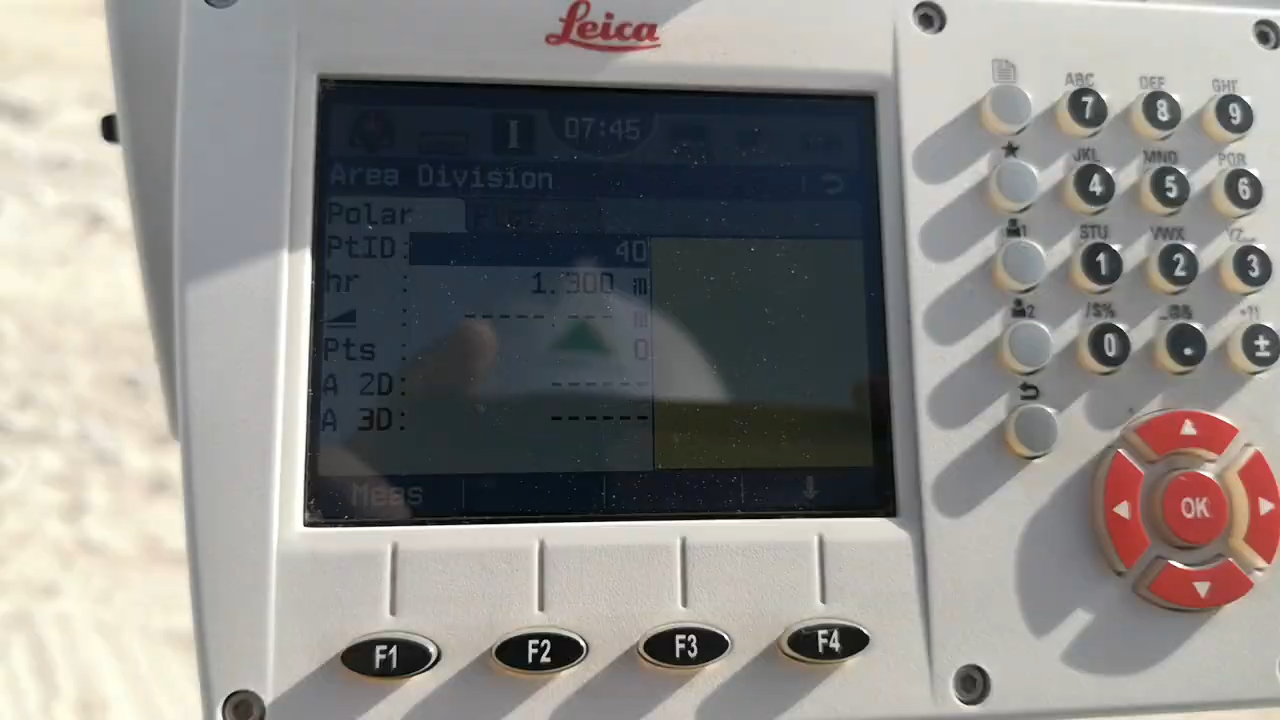 Leica
I 07:45
Area Division
Polar
PtID: 40
hr : 1.300 m
: ------.--- m
Pts : 0
A 2D: ------
A 3D: ------
Meas
F1 F2 F3 F4
ABC DEF GHI
7 8 9
JKL MNO PQR
4 5 6
1 STU VWX YZ
1 2 3
2 /$% _@& *?!
0 . ±
OK